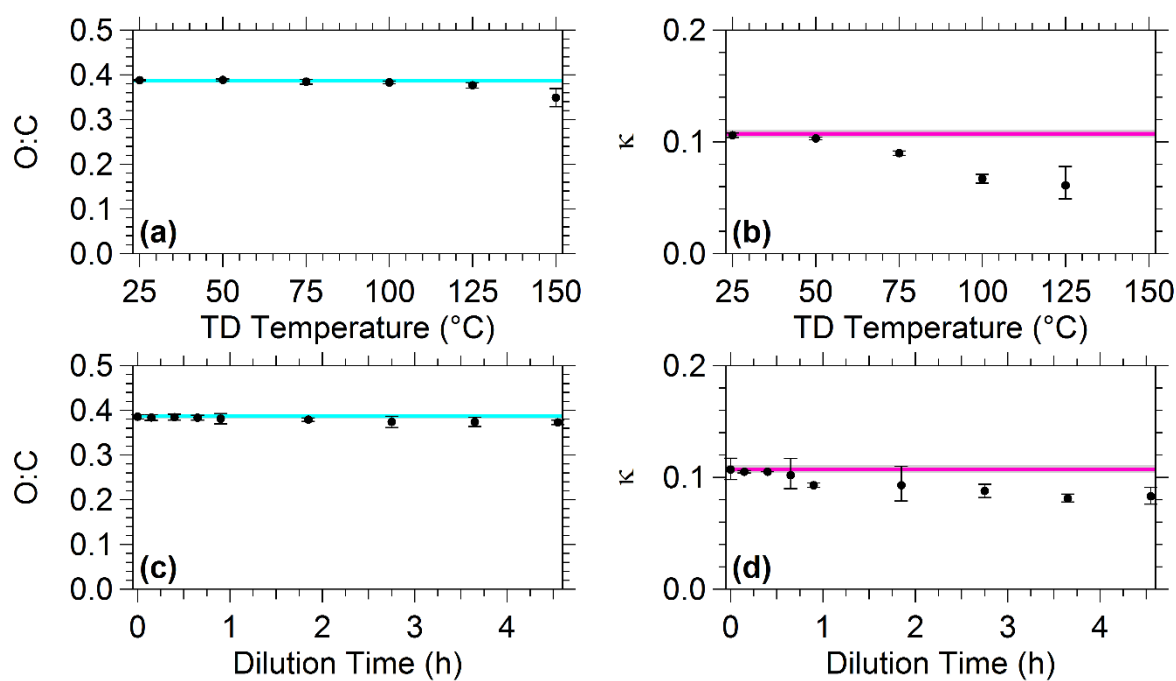 0.5
0.4
0.3
0.2
0.1
0.0
O:C
(a)
25 50 75 100 125 150
TD Temperature (°C)
0.2
0.1
0.0
κ
(b)
25 50 75 100 125 150
TD Temperature (°C)
0.5
0.4
0.3
0.2
0.1
0.0
O:C
(c)
0 1 2 3 4
Dilution Time (h)
0.2
0.1
0.0
κ
(d)
0 1 2 3 4
Dilution Time (h)